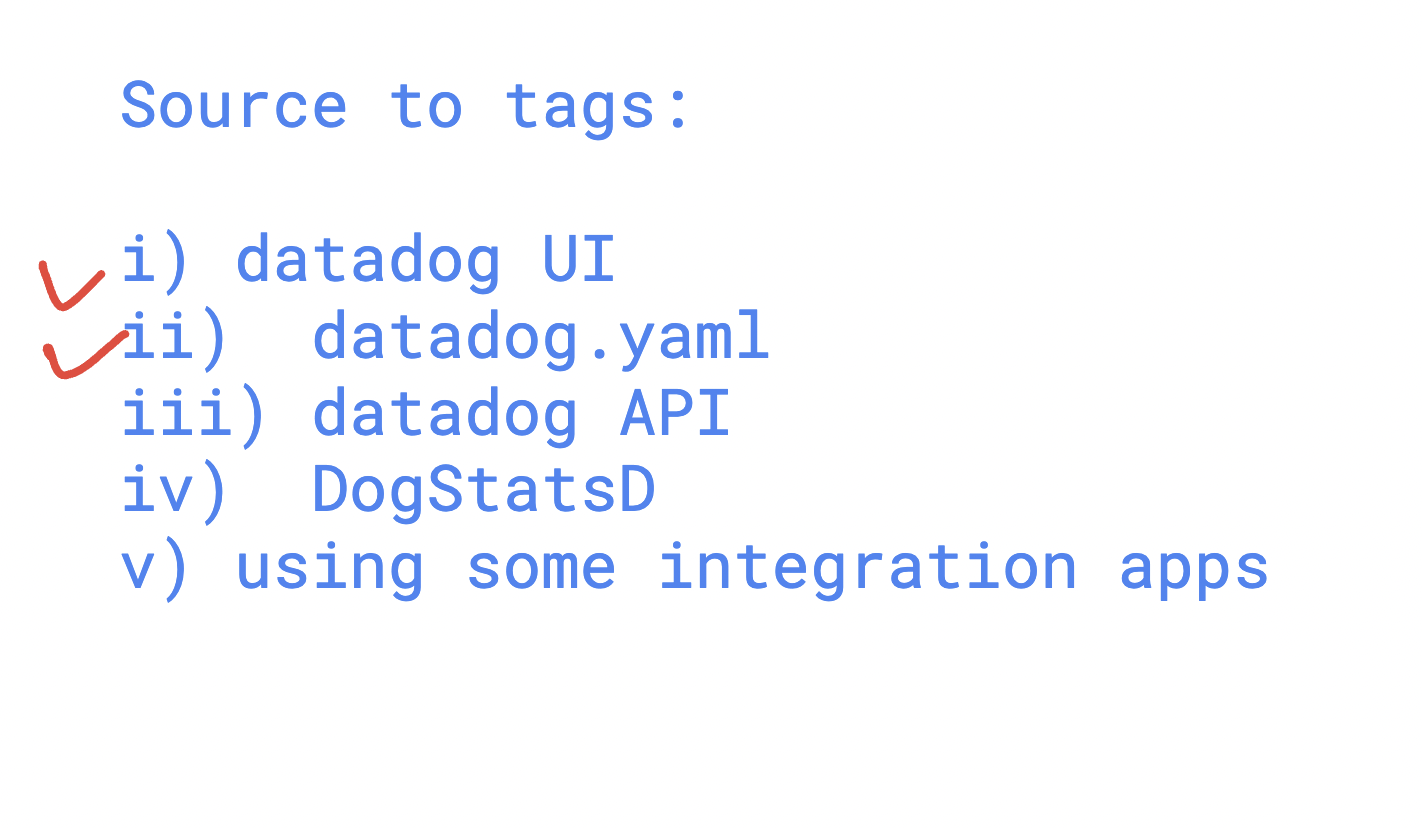 Source to tags:
i) datadog UI
ii) datadog.yaml
iii) datadog API
iv) DogStatsD
v) using some integration apps